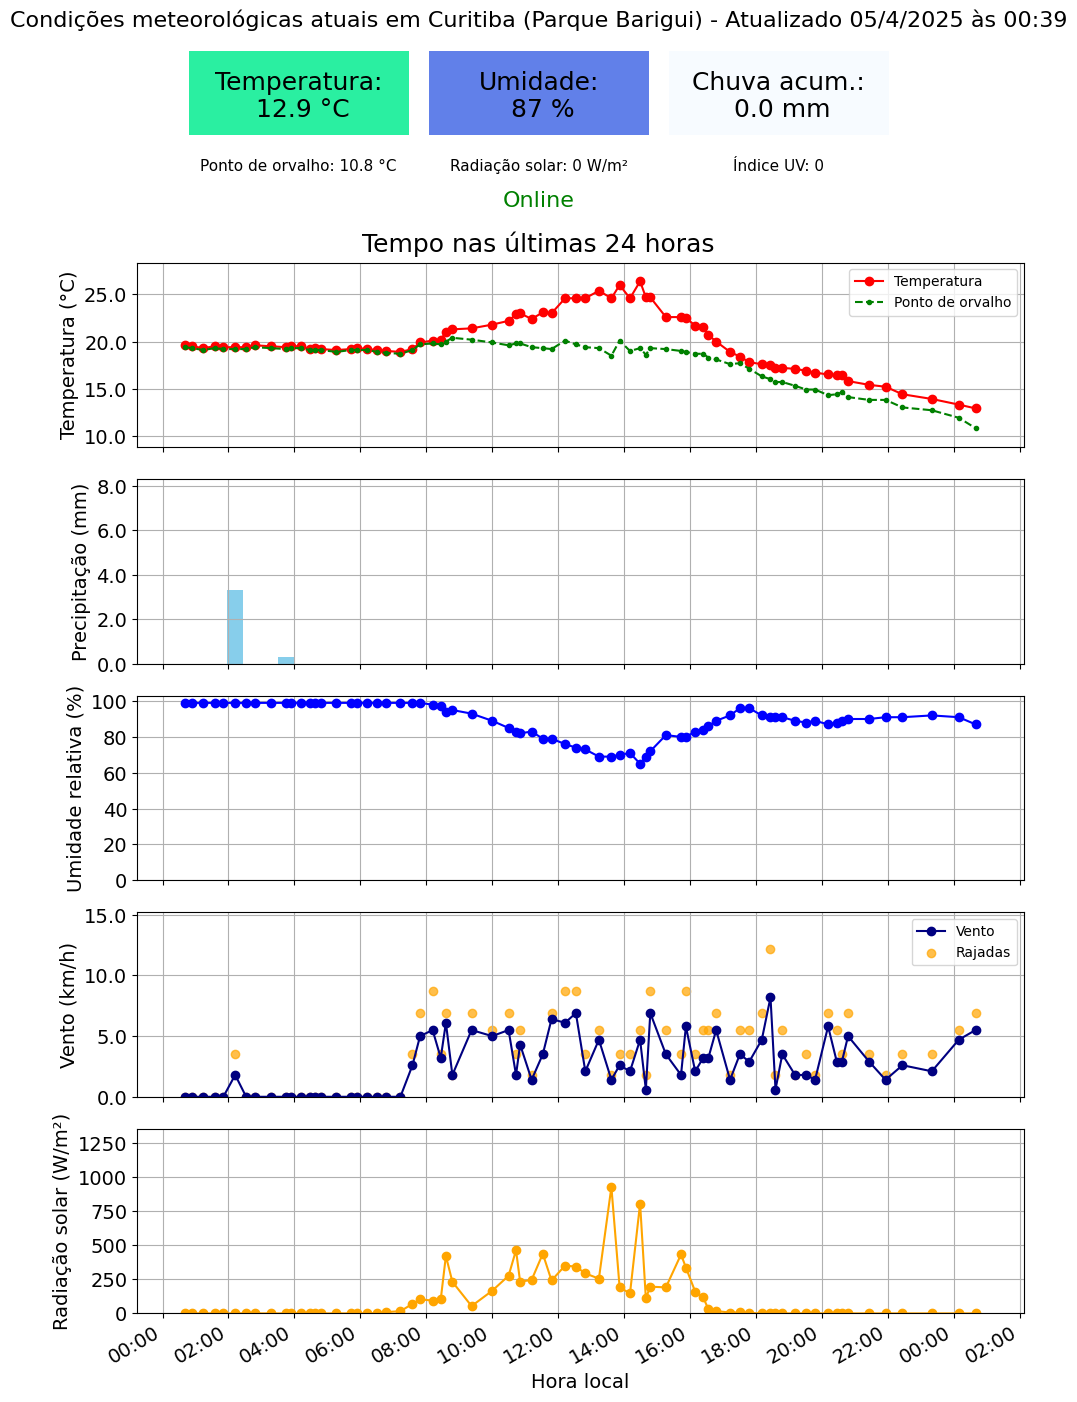 Condições meteorológicas atuais em Curitiba (Parque Barigui) - Atualizado 05/4/2025 às 00:39
Temperatura:
12.9 °C
Umidade:
87 %
Chuva acum.:
0.0 mm
Ponto de orvalho: 10.8 °C
Radiação solar: 0 W/m²
Índice UV: 0
Online
Tempo nas últimas 24 horas
Temperatura (°C)
25.0
20.0
15.0
10.0
Temperatura
Ponto de orvalho
Precipitação (mm)
8.0
6.0
4.0
2.0
0.0
Umidade relativa (%)
100
80
60
40
20
0
Vento (km/h)
15.0
10.0
5.0
0.0
Vento
Rajadas
Radiação solar (W/m²)
1250
1000
750
500
250
0
00:00
02:00
04:00
06:00
08:00
10:00
12:00
14:00
16:00
18:00
20:00
22:00
00:00
02:00
Hora local